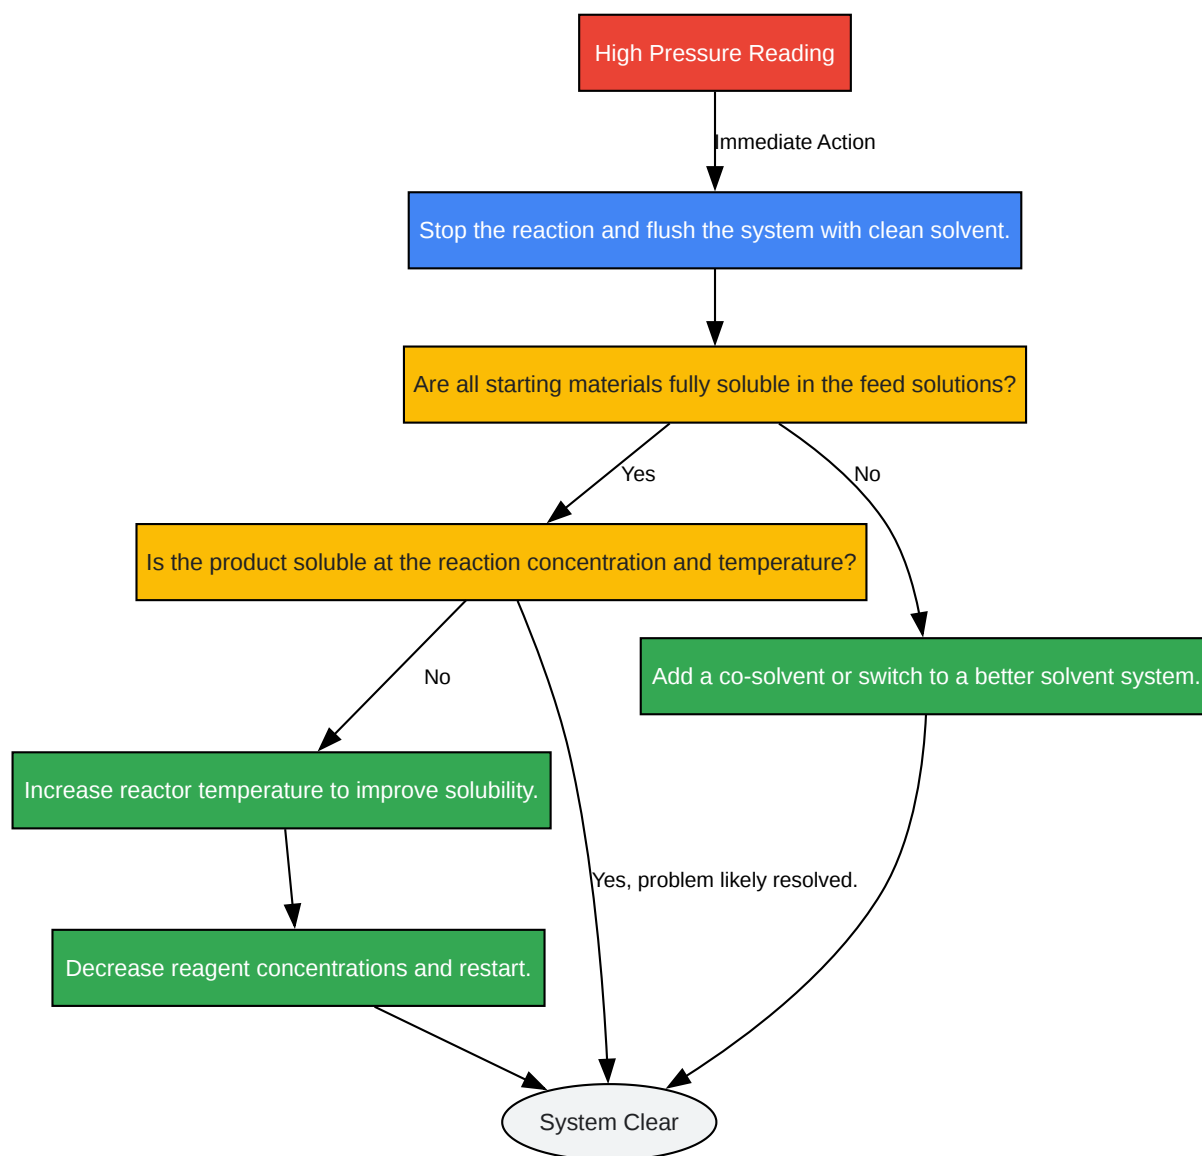 High Pressure Reading
Immediate Action
Stop the reaction and flush the system with clean solvent.
Are all starting materials fully soluble in the feed solutions?
Yes
No
Is the product soluble at the reaction concentration and temperature?
No
Add a co-solvent or switch to a better solvent system.
Increase reactor temperature to improve solubility.
Yes, problem likely resolved.
Decrease reagent concentrations and restart.
System Clear